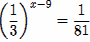 (1/3)^{x-9} = 1/81